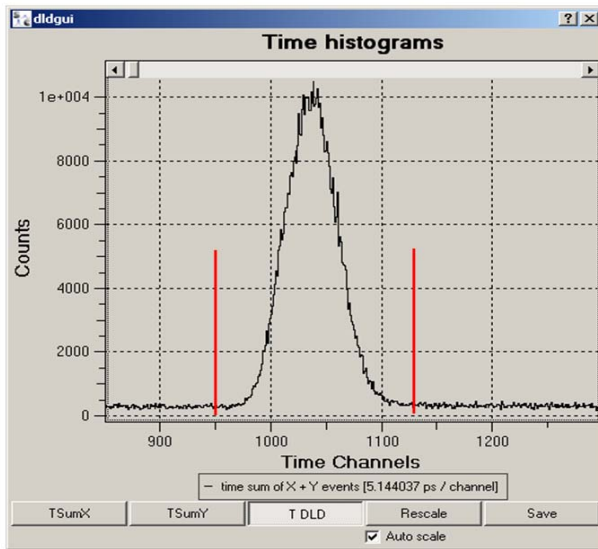 dldgui
Time histograms
1e+004
8000
6000
4000
2000
0
Counts
900 1000 1100 1200
Time Channels
time sum of X + Y events [5.144037 ps / channel]
TSumX TSumY T DLD Rescale Save
Auto scale